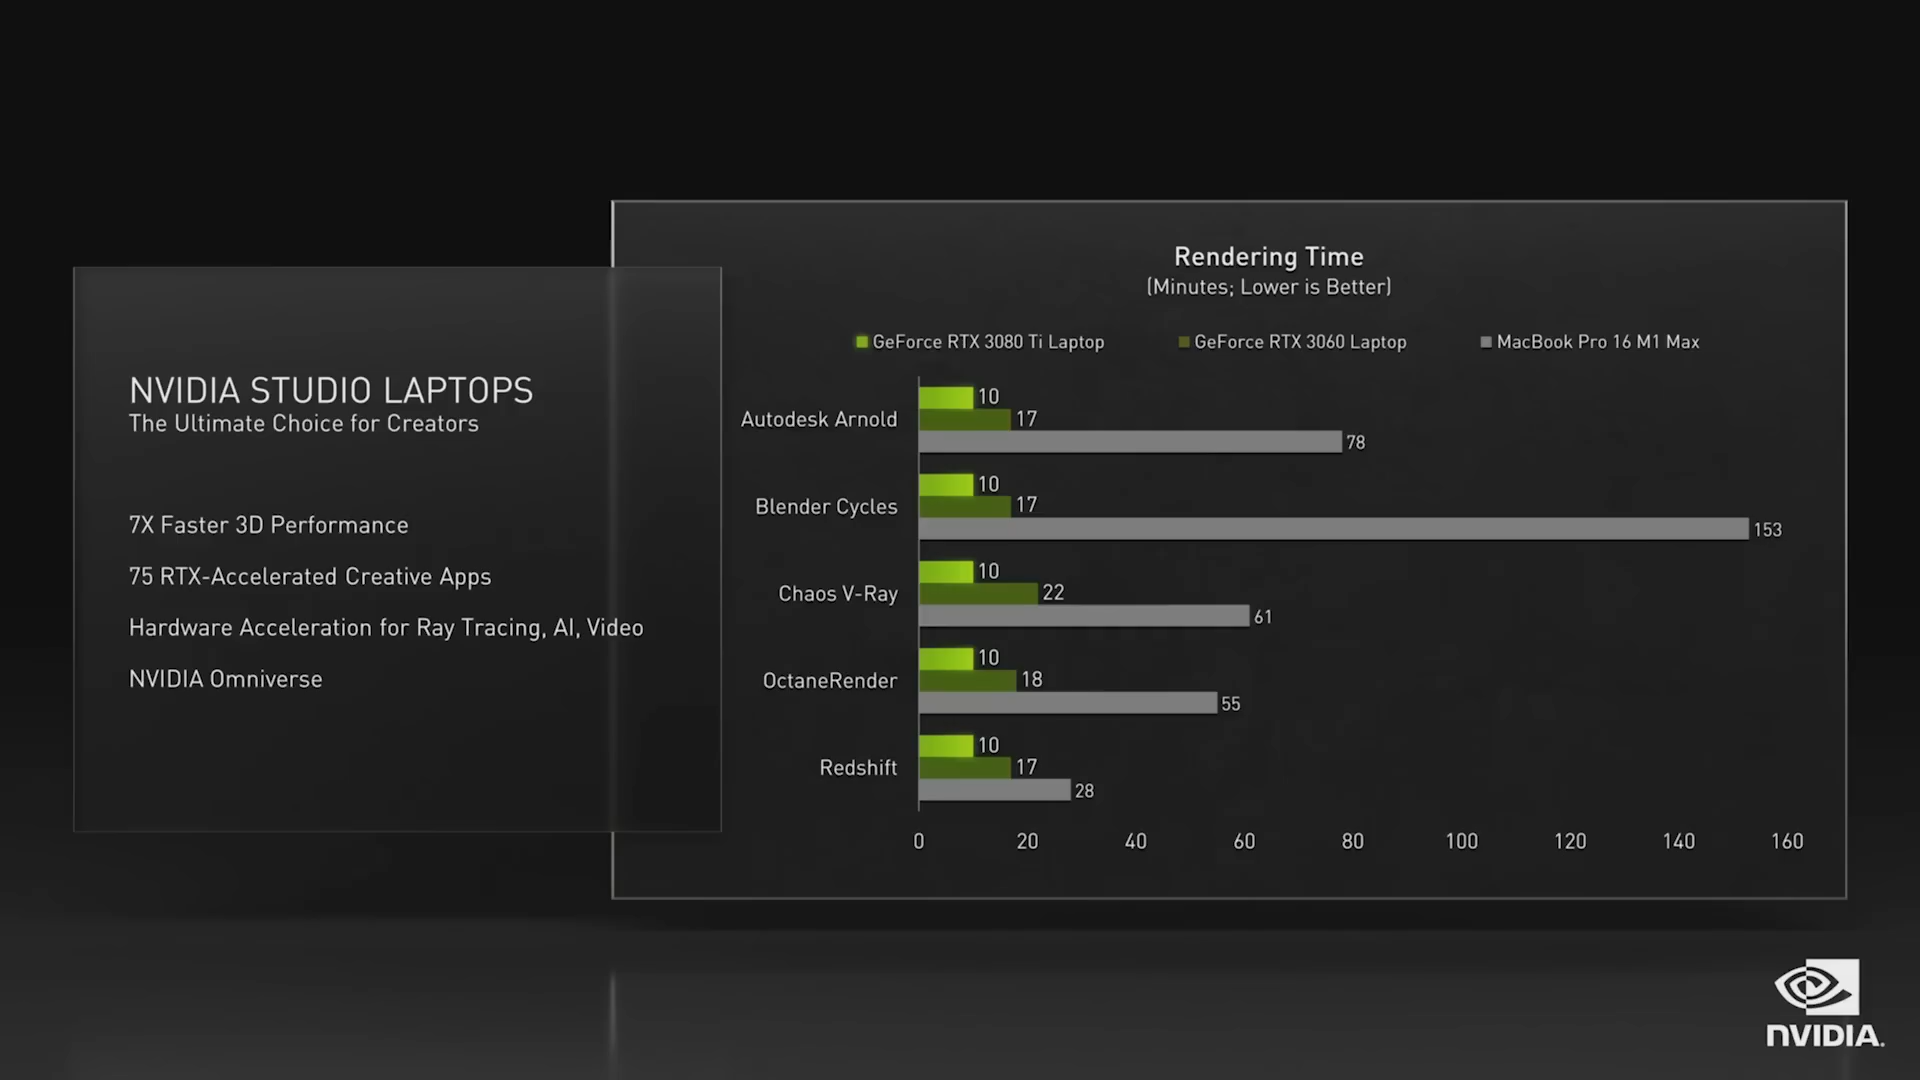 NVIDIA STUDIO LAPTOPS
The Ultimate Choice for Creators
7X Faster 3D Performance
75 RTX-Accelerated Creative Apps
Hardware Acceleration for Ray Tracing, AI, Video
NVIDIA Omniverse
Rendering Time
(Minutes; Lower is Better)
GeForce RTX 3080 Ti Laptop GeForce RTX 3060 Laptop MacBook Pro 16 M1 Max
Autodesk Arnold
10
17
78
Blender Cycles
10
17
153
Chaos V-Ray
10
22
61
OctaneRender
10
18
55
Redshift
10
17
28
0 20 40 60 80 100 120 140 160
NVIDIA.